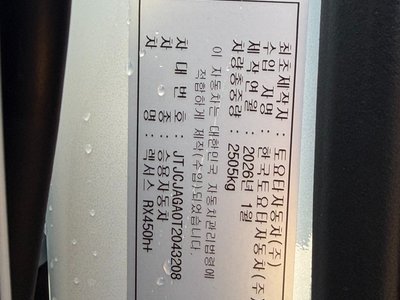 최초제작사 : 토요타자동차(주)
수입자명 : 한국토요타자동차(주)
제작연월 : 2026년 1월
차량총중량 : 2505kg
이 자동차는 대한민국 자동차관리법령에
적합하게 제작(수입)되었습니다.
차대번호 : JTJCJAGA0T2043208
차종 : 승용자동차
차명 : 렉서스 RX450h+